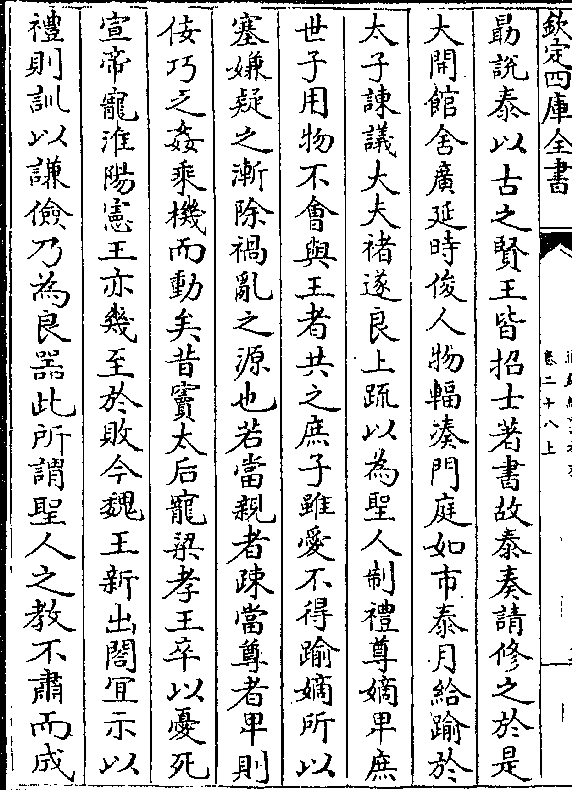 欽定四庫全書
卷二十八上
勗說泰以古之賢王皆招士著書故泰奏請修之於是
大開館舍廣延時俊人物輻湊門庭如市泰月給踰於
太子諫議大夫褚遂良上疏以為聖人制禮尊嫡卑庶
世子用物不會與王者共之庶子雖愛不得踰嫡所以
塞嫌疑之漸除禍亂之源也若當親者疎當尊者卑則
佞巧之姦乘機而動矣昔竇太后寵梁孝王卒以憂死
宣帝寵淮陽憲王亦幾至於敗今魏王新出閤宜示以
禮則訓以謙儉乃為良器此所謂聖人之教不肅而成